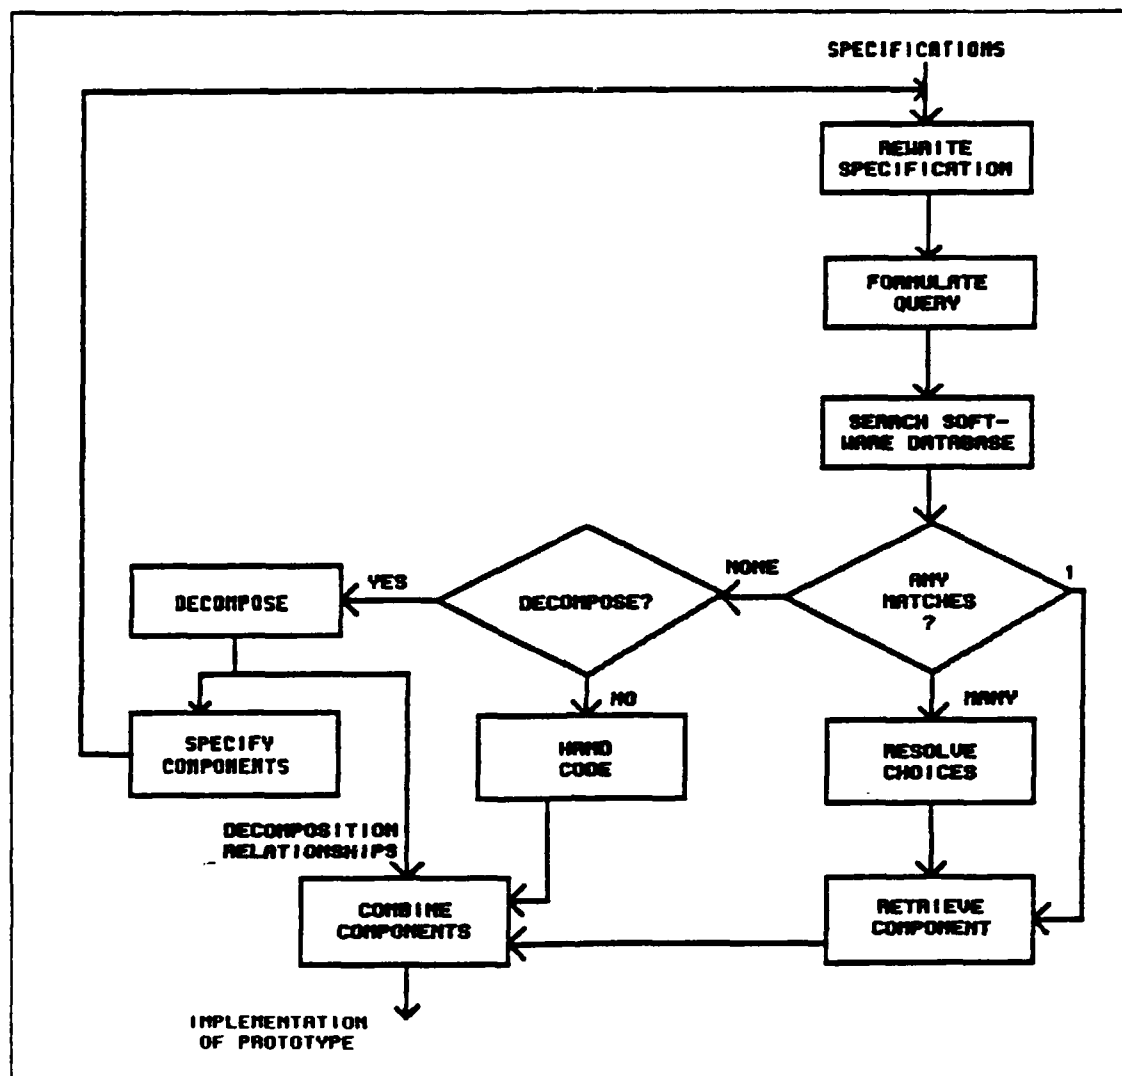 SPECIFICATIONS
REWRITE
SPECIFICATION
FORMULATE
QUERY
SEARCH SOFT-
WARE DATABASE
ANY
MATCHES
?
1
NONE
MANY
DECOMPOSE?
YES
NO
DECOMPOSE
SPECIFY
COMPONENTS
HAND
CODE
RESOLVE
CHOICES
DECOMPOSITION
RELATIONSHIPS
COMBINE
COMPONENTS
RETRIEVE
COMPONENT
IMPLEMENTATION
OF PROTOTYPE